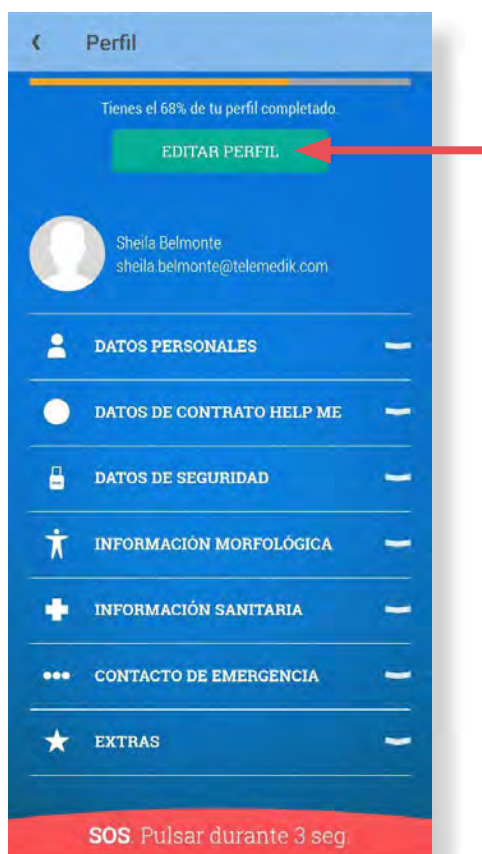 Perfil
Tienes el 68% de tu perfil completado.
EDITAR PERFIL
Sheila Belmonte
sheila.belmonte@telemedik.com
DATOS PERSONALES
DATOS DE CONTRATO HELP ME
DATOS DE SEGURIDAD
INFORMACIÓN MORFOLÓGICA
INFORMACIÓN SANITARIA
CONTACTO DE EMERGENCIA
EXTRAS
SOS. Pulsar durante 3 seg.